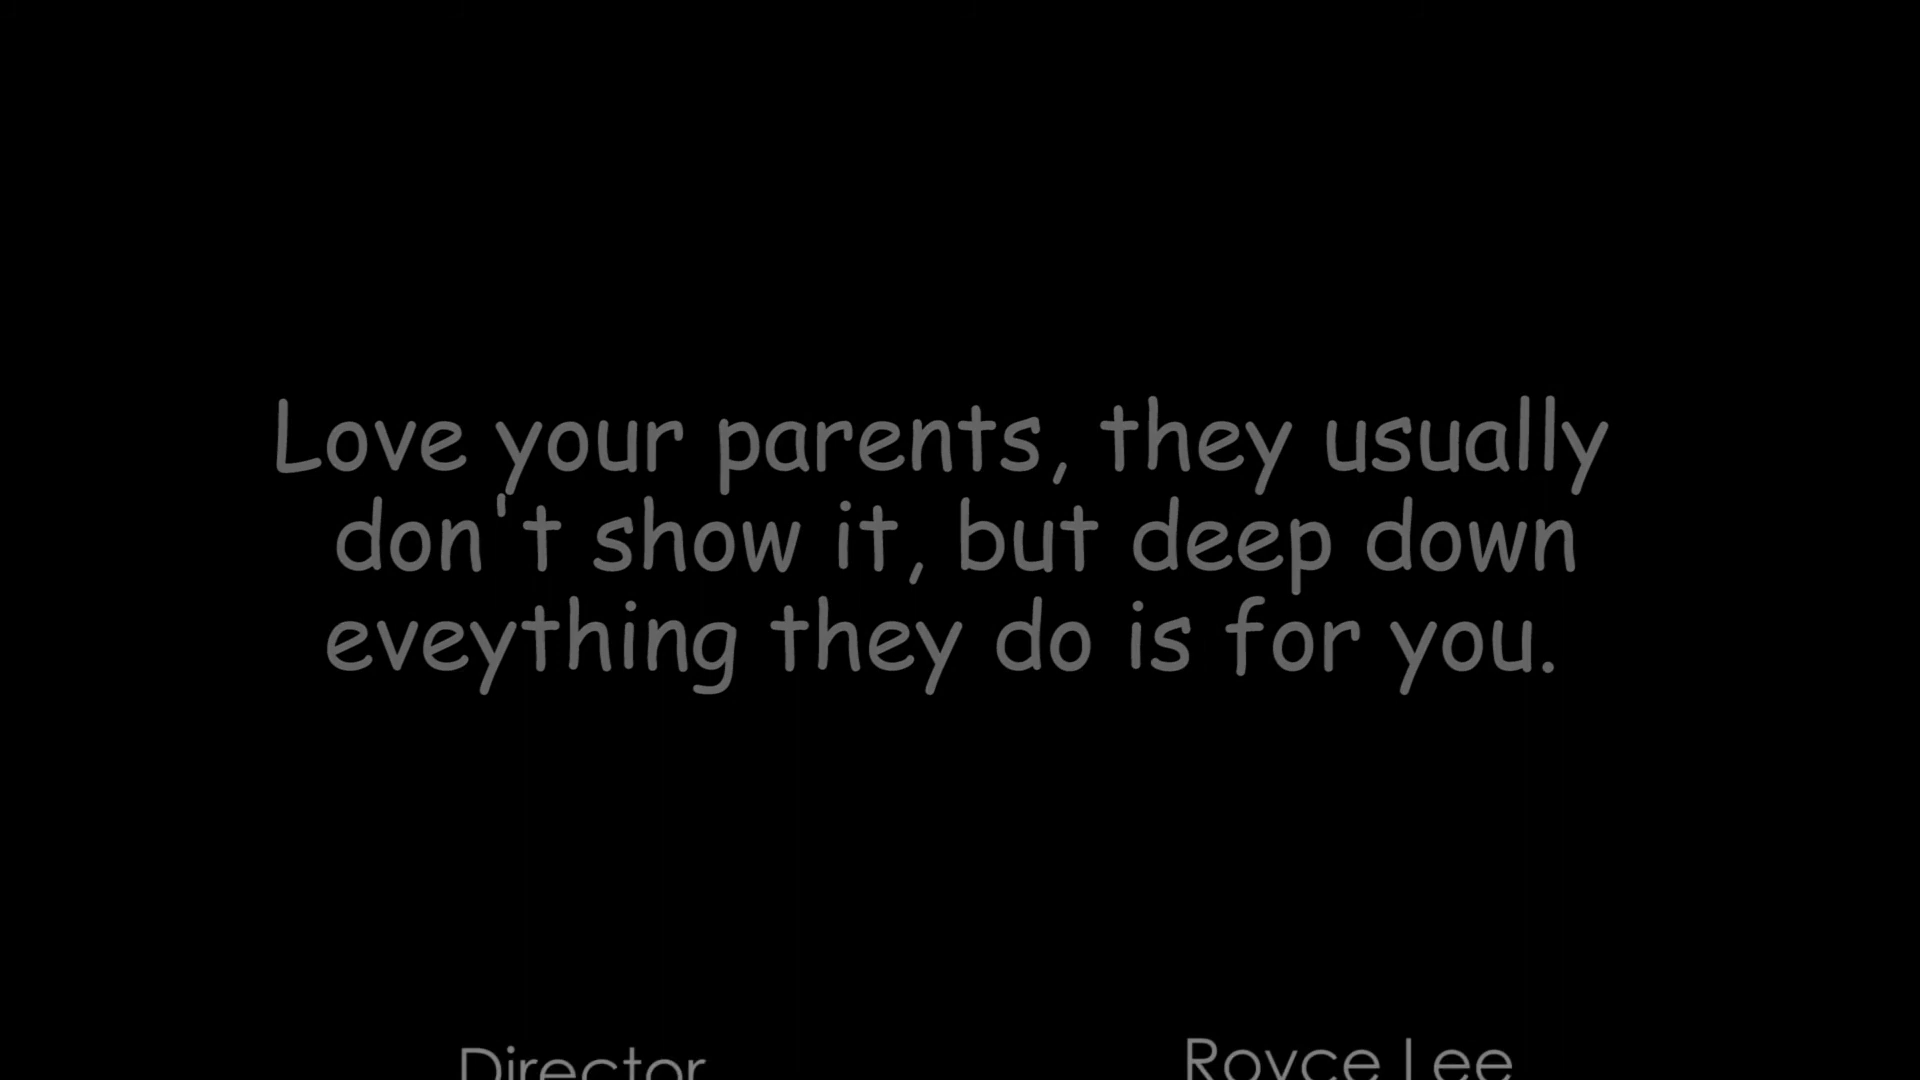 Love your parents, they usually
don't show it, but deep down
eveything they do is for you.
Director Royce Lee